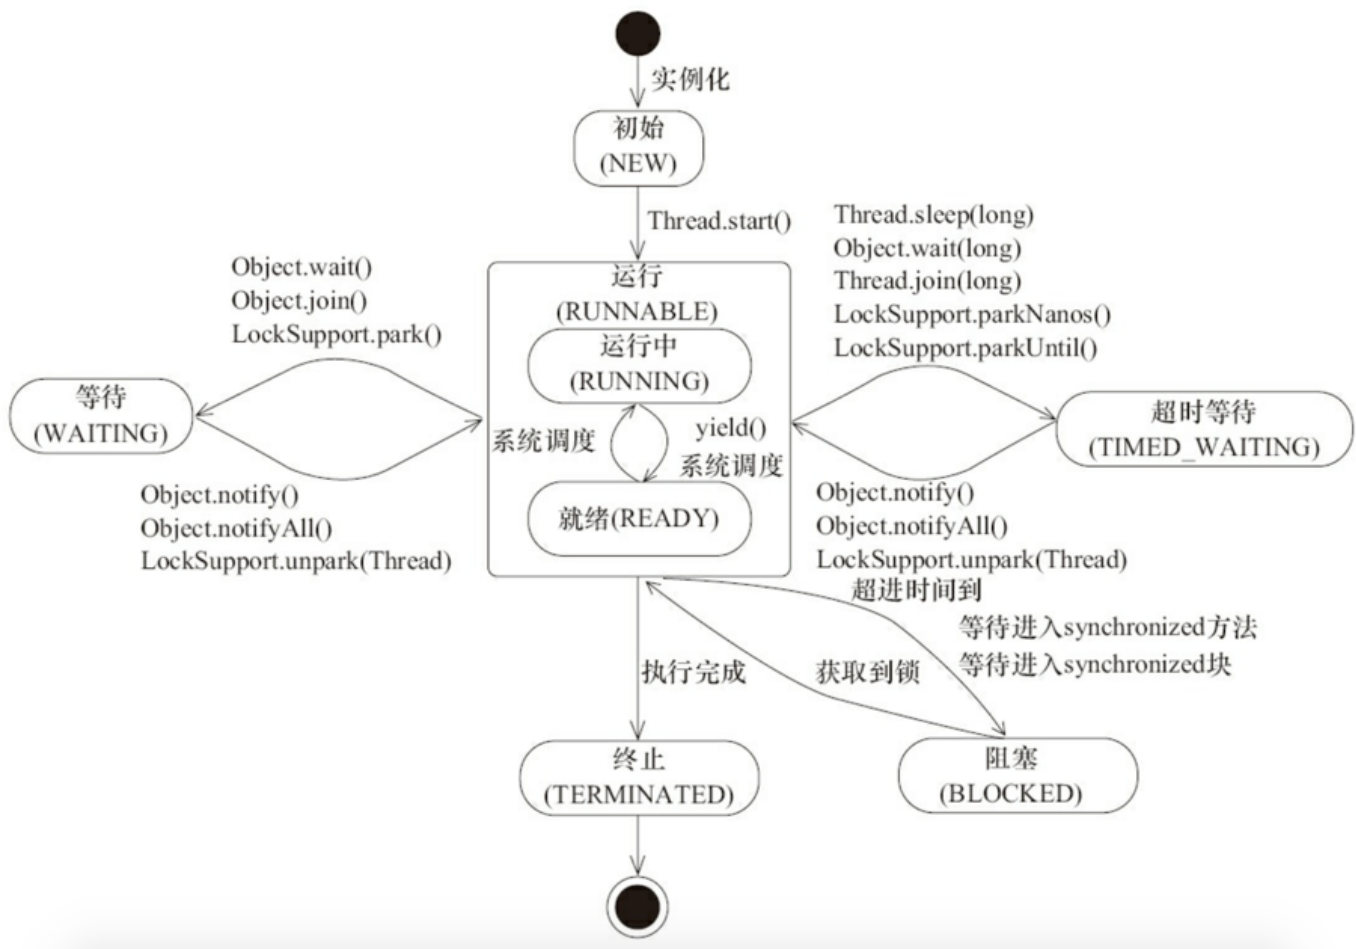 实例化
初始
(NEW)
Thread.start()
Object.wait()
Object.join()
LockSupport.park()
Thread.sleep(long)
Object.wait(long)
Thread.join(long)
LockSupport.parkNanos()
LockSupport.parkUntil()
运行
(RUNNABLE)
运行中
(RUNNING)
等待
(WAITING)
超时等待
(TIMED_WAITING)
系统调度
yield()
系统调度
就绪(READY)
Object.notify()
Object.notifyAll()
LockSupport.unpark(Thread)
Object.notify()
Object.notifyAll()
LockSupport.unpark(Thread)
超进时间到
等待进入synchronized方法
等待进入synchronized块
执行完成
获取到锁
终止
(TERMINATED)
阻塞
(BLOCKED)